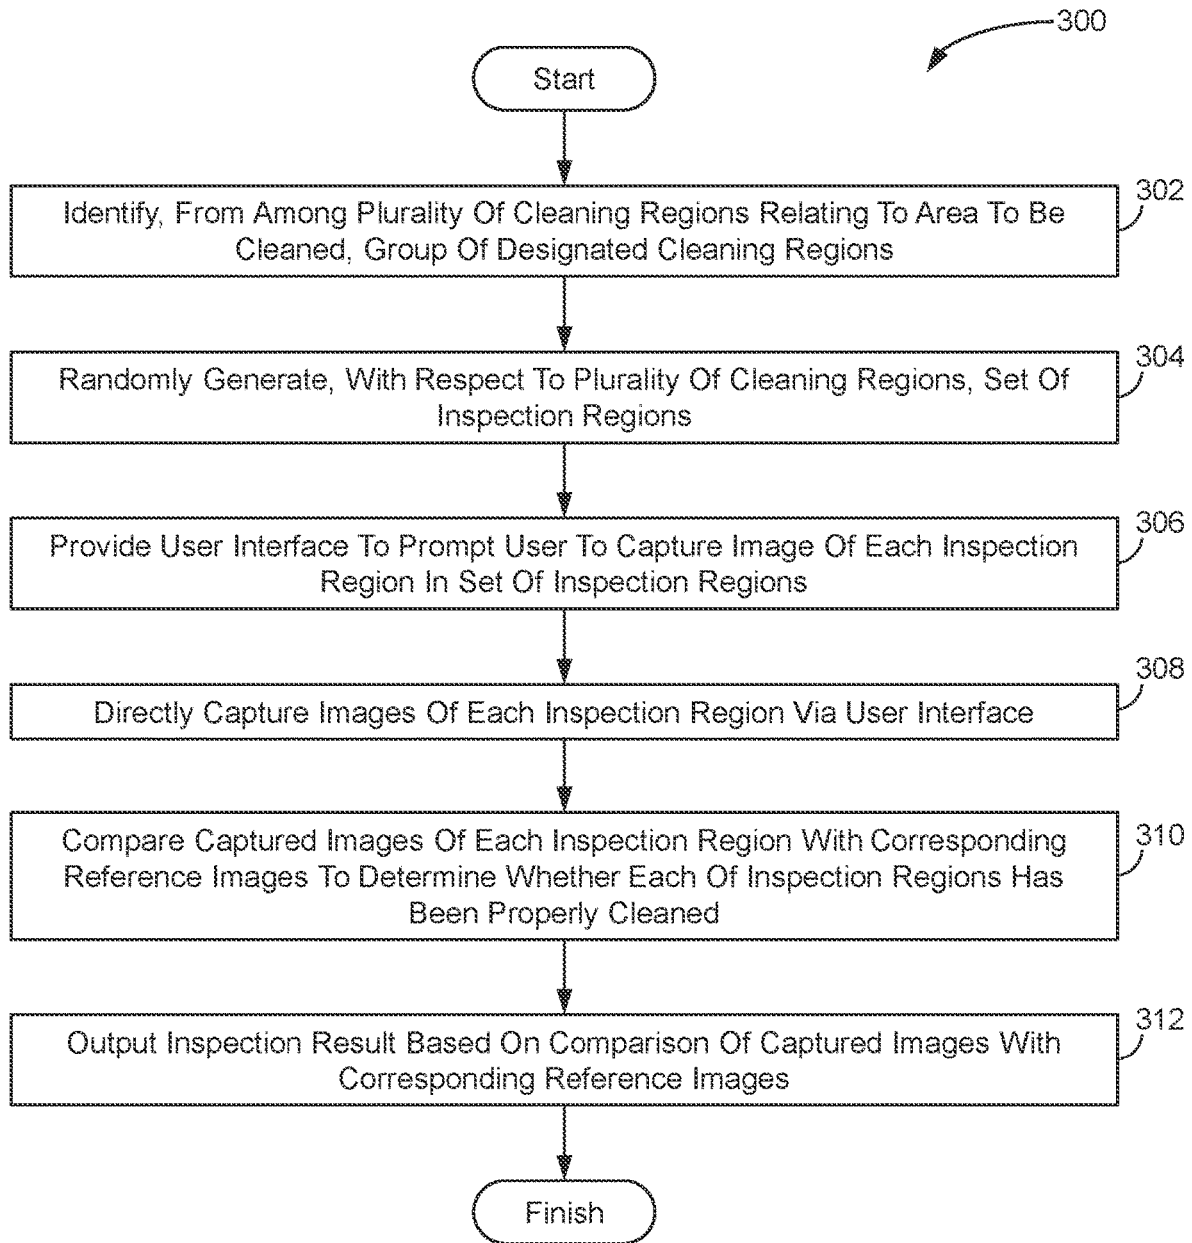 300
Start
302
Identify, From Among Plurality Of Cleaning Regions Relating To Area To Be
Cleaned, Group Of Designated Cleaning Regions
304
Randomly Generate, With Respect To Plurality Of Cleaning Regions, Set Of
Inspection Regions
306
Provide User Interface To Prompt User To Capture Image Of Each Inspection
Region In Set Of Inspection Regions
308
Directly Capture Images Of Each Inspection Region Via User Interface
310
Compare Captured Images Of Each Inspection Region With Corresponding
Reference Images To Determine Whether Each Of Inspection Regions Has
Been Properly Cleaned
312
Output Inspection Result Based On Comparison Of Captured Images With
Corresponding Reference Images
Finish